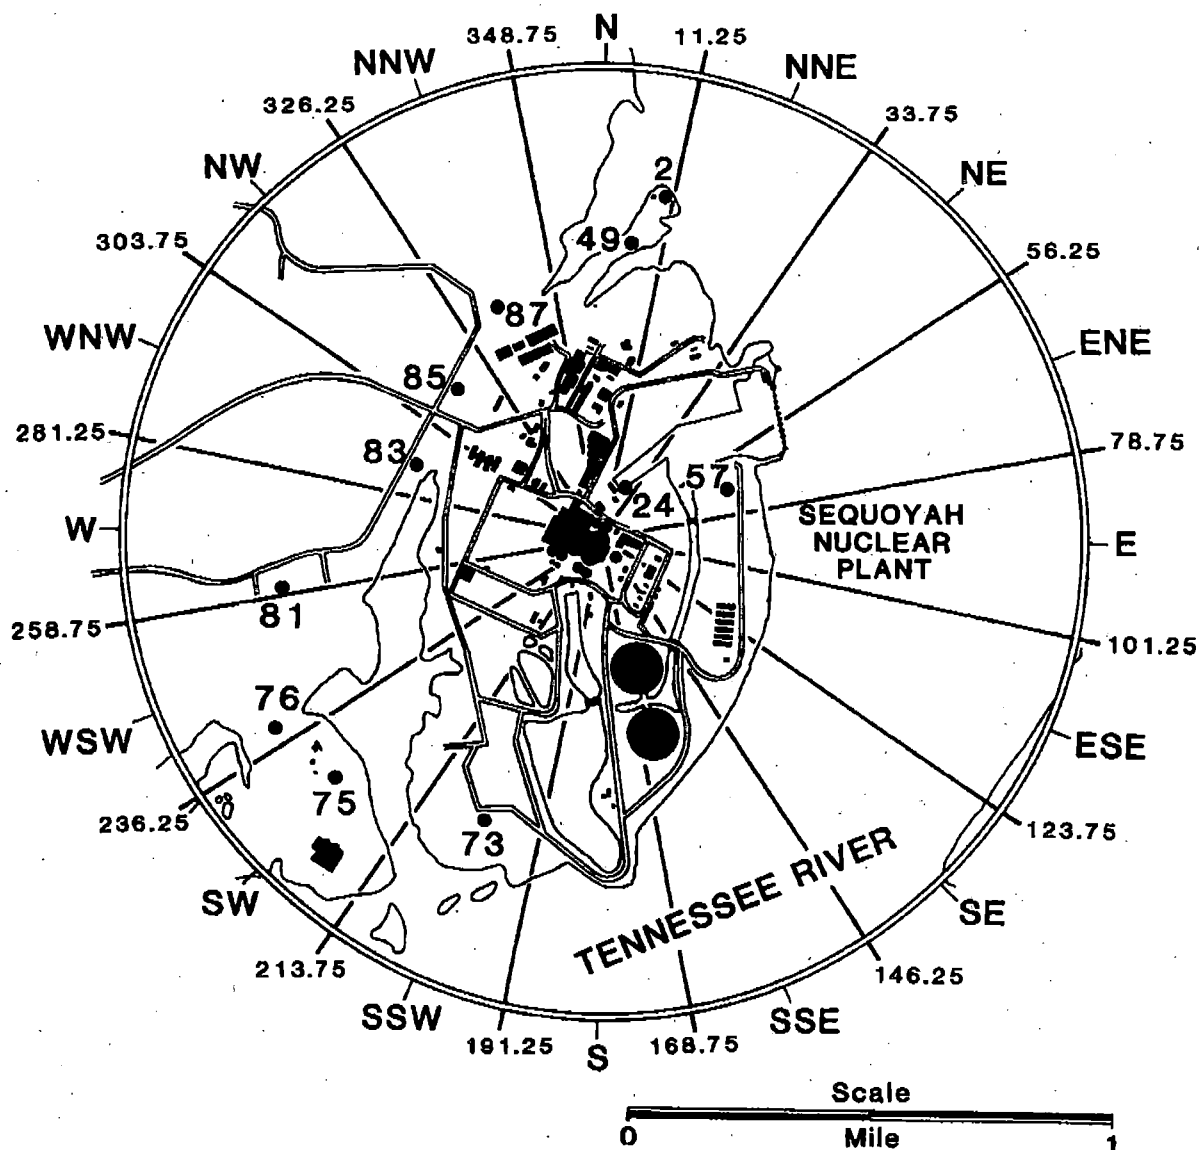 N
348.75
11.25
NNW
NNE
326.25
33.75
NW
2
NE
303.75
49
56.25
87
WNW
ENE
85
281.25
78.75
83
57
24
W
SEQUOYAH
NUCLEAR
PLANT
E
81
258.75
101.25
76
WSW
ESE
75
236.25
123.75
73
TENNESSEE RIVER
SW
SE
213.75
146.25
SSW
SSE
191.25
S
168.75
Scale
0
Mile
1